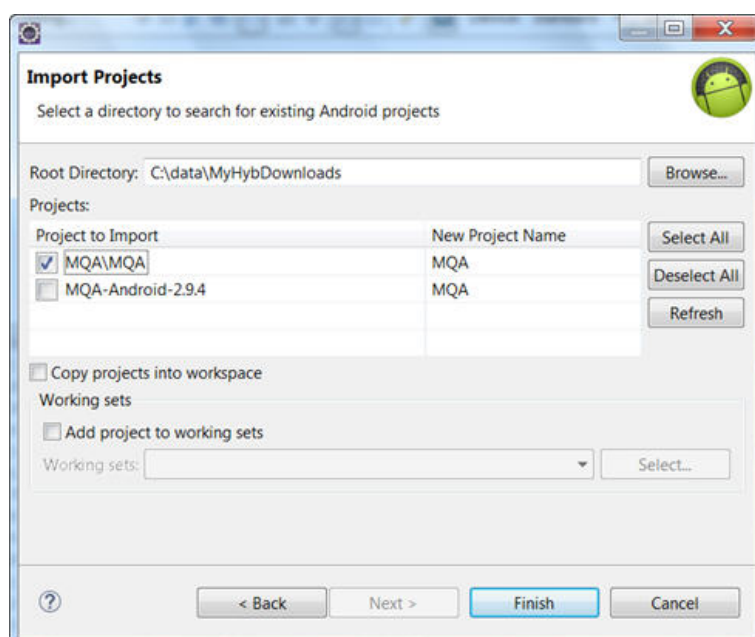 Import Projects
Select a directory to search for existing Android projects
Root Directory: C:\data\MyHybDownloads Browse...
Projects:
Project to Import New Project Name Select All
MQA\MQA MQA
Deselect All
MQA-Android-2.9.4 MQA
Refresh
Copy projects into workspace
Working sets
Add project to working sets
Working sets: Select...
? < Back Next > Finish Cancel